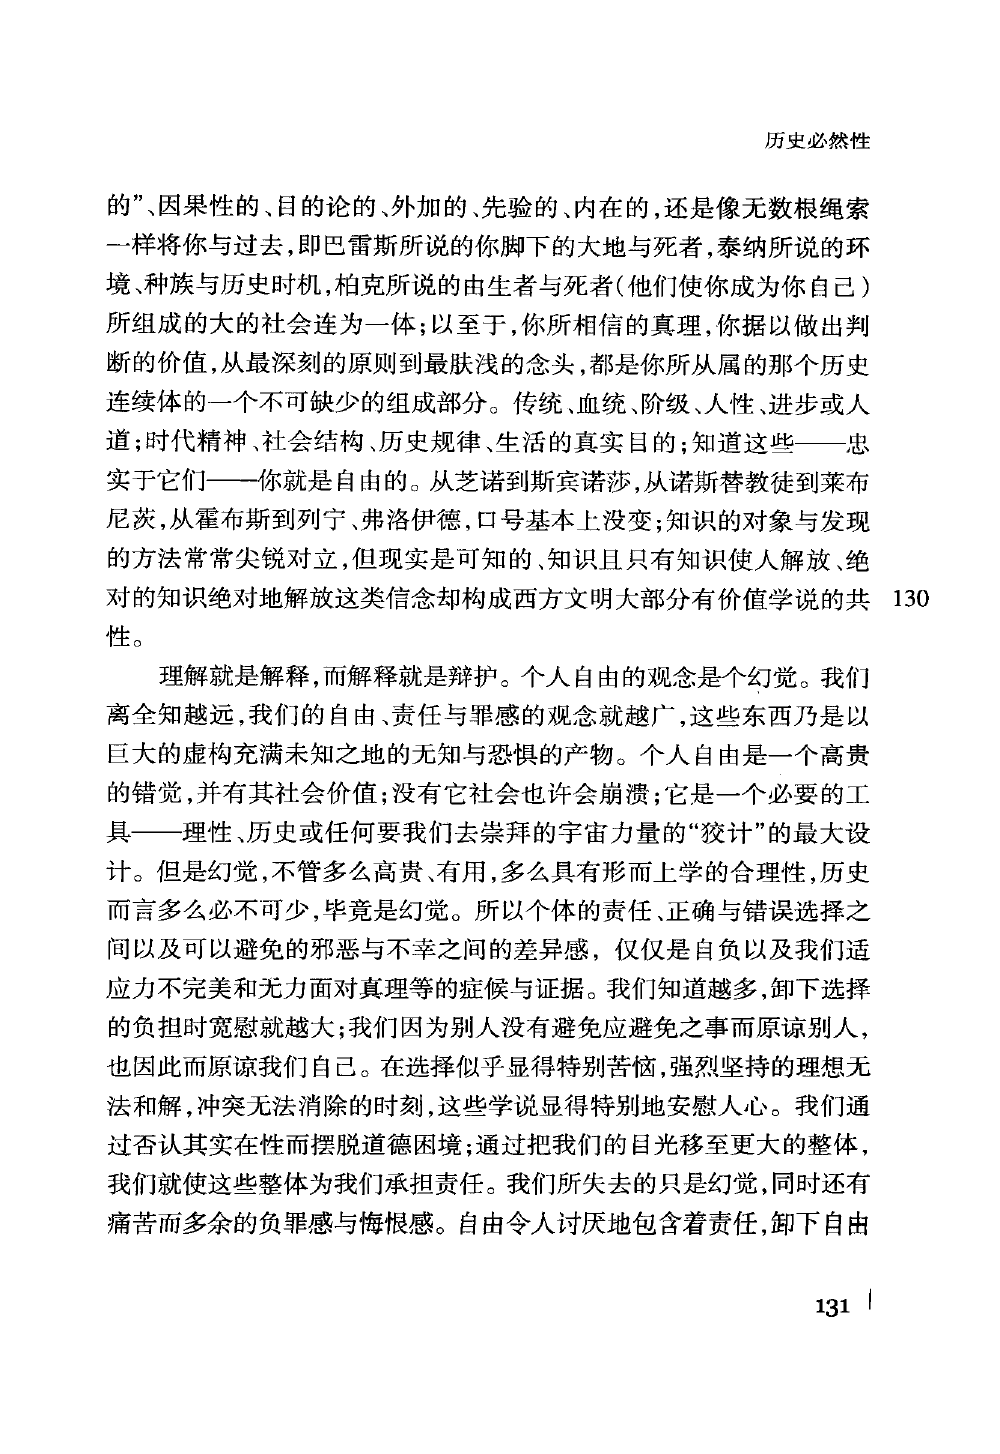 历史必然性
的”、因果性的、目的论的、外加的、先验的、内在的，还是像无数根绳索
一样将你与过去，即巴雷斯所说的你脚下的大地与死者，泰纳所说的环
境、种族与历史时机，柏克所说的由生者与死者（他们使你成为你自己）
所组成的大的社会连为一体；以至于，你所相信的真理，你据以做出判
断的价值，从最深刻的原则到最肤浅的念头，都是你所从属的那个历史
连续体的一个不可缺少的组成部分。传统、血统、阶级、人性、进步或人
道；时代精神、社会结构、历史规律、生活的真实目的；知道这些——忠
实于它们——你就是自由的。从芝诺到斯宾诺莎，从诺斯替教徒到莱布
尼茨，从霍布斯到列宁、弗洛伊德，口号基本上没变；知识的对象与发现
的方法常常尖锐对立，但现实是可知的、知识且只有知识使人解放、绝
对的知识绝对地解放这类信念却构成西方文明大部分有价值学说的共 130
性。
理解就是解释，而解释就是辩护。个人自由的观念是个幻觉。我们
离全知越远，我们的自由、责任与罪感的观念就越广，这些东西乃是以
巨大的虚构充满未知之地的无知与恐惧的产物。个人自由是一个高贵
的错觉，并有其社会价值；没有它社会也许会崩溃；它是一个必要的工
具——理性、历史或任何要我们去崇拜的宇宙力量的“狡计”的最大设
计。但是幻觉，不管多么高贵、有用，多么具有形而上学的合理性，历史
而言多么必不可少，毕竟是幻觉。所以个体的责任、正确与错误选择之
间以及可以避免的邪恶与不幸之间的差异感，仅仅是自负以及我们适
应力不完美和无力面对真理等的症候与证据。我们知道越多，卸下选择
的负担时宽慰就越大；我们因为别人没有避免应避免之事而原谅别人，
也因此而原谅我们自己。在选择似乎显得特别苦恼，强烈坚持的理想无
法和解，冲突无法消除的时刻，这些学说显得特别地安慰人心。我们通
过否认其实在性而摆脱道德困境；通过把我们的目光移至更大的整体，
我们就使这些整体为我们承担责任。我们所失去的只是幻觉，同时还有
痛苦而多余的负罪感与悔恨感。自由令人讨厌地包含着责任，卸下自由
131